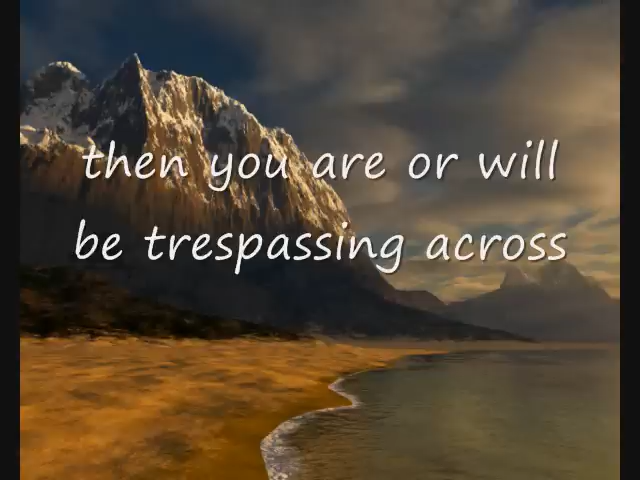 then you are or will
be trespassing across